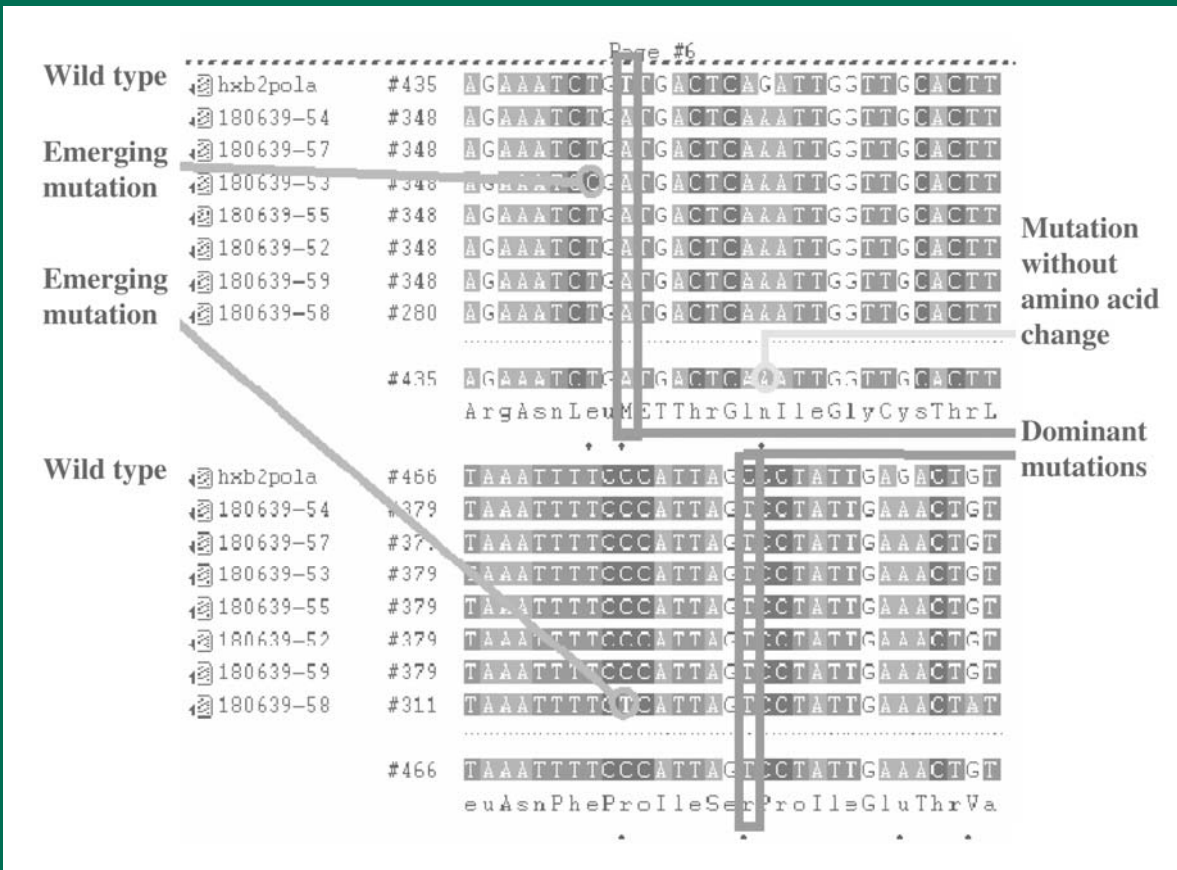 Page #6
Wild type hxb2pola #435 AGAAATCTGTTGACTCAGATTGGTTGCACTT
180639-54 #348 AGAAATCTGATGACTCAAATTGGTTGCACTT
Emerging mutation
180639-57 #348 AGAAATCTGATGACTCAAATTGGTTGCACTT
180639-53 #348 AGAAATCCGATGACTCAAATTGGTTGCACTT
180639-55 #348 AGAAATCTGATGACTCAAATTGGTTGCACTT
180639-52 #348 AGAAATCTGATGACTCAAATTGGTTGCACTT
Emerging mutation
180639-59 #348 AGAAATCTGATGACTCAAATTGGTTGCACTT
180639-58 #280 AGAAATCTGATGACTCAAATTGGTTGCACTT
Mutation
without
amino acid
change
#435 AGAAATCTGATGACTCAAATTGGTTGCACTT
ArgAsnLeuMETThrGlnIleGlyCysThrL
Dominant
mutations
Wild type hxb2pola #466 TAAATTTTCCCATTAGCCCTATTGAGACTGT
180639-54 #379 TAAATTTTCCCATTAGTCCTATTGAAACTGT
180639-57 TAAATTTTCCCATTAGTCCTATTGAAACTGT
180639-53 #379 TAAATTTTCCCATTAGTCCTATTGAAACTGT
180639-55 #379 TAAATTTTCCCATTAGTCCTATTGAAACTGT
180639-52 #379 TAAATTTTCCCATTAGTCCTATTGAAACTGT
180639-59 #379 TAAATTTTCCCATTAGTCCTATTGAAACTGT
180639-58 #311 TAAATTTTCTCATTAGTCCTATTGAAACTAT
#466 TAAATTTTCCCATTAGTCCTATTGAAACTGT
euAsnPheProIleSerProIleGluThrVa